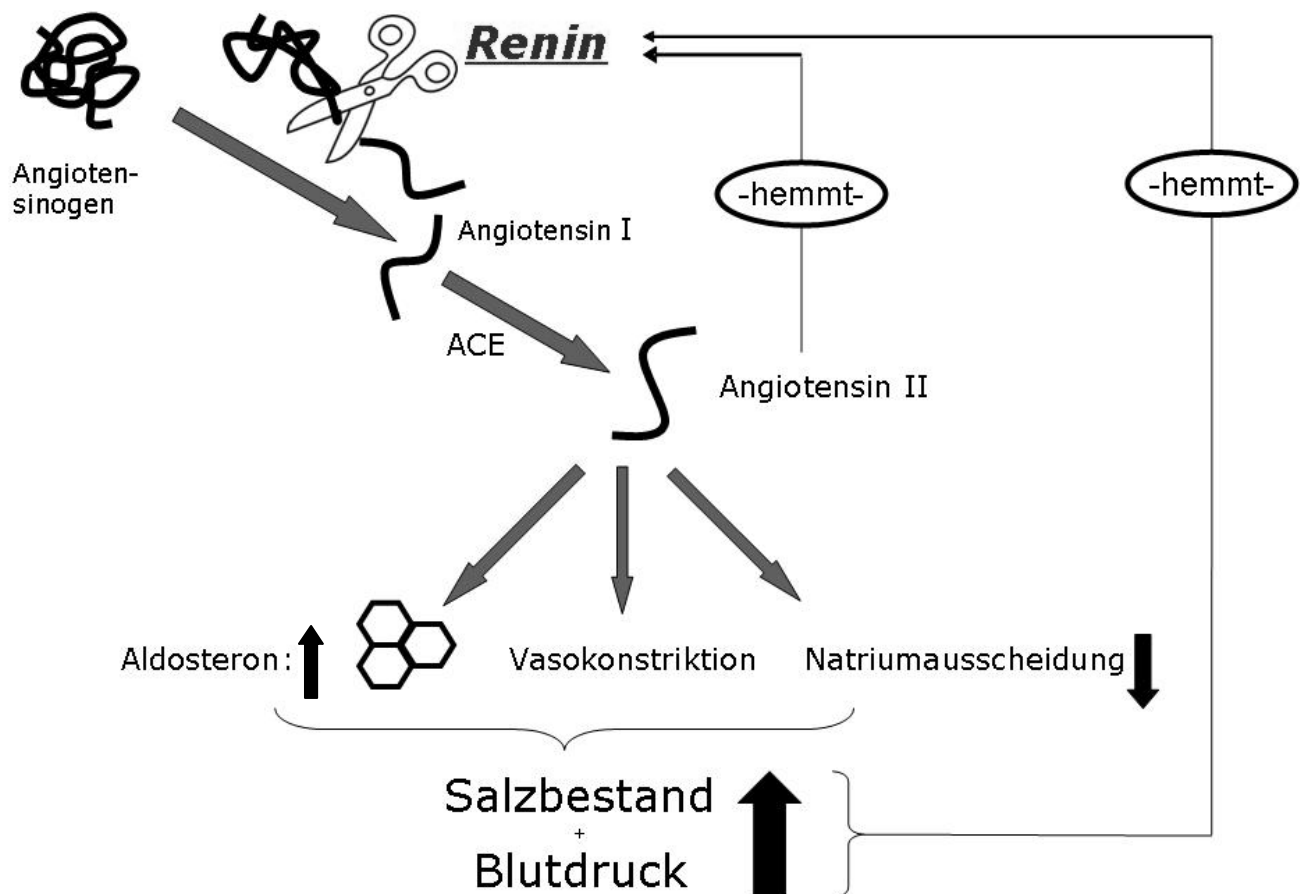 Renin
Angioten-
sinogen
-hemmt-
-hemmt-
Angiotensin I
ACE
Angiotensin II
Aldosteron:
Vasokonstriktion
Natriumausscheidung
Salzbestand
+
Blutdruck